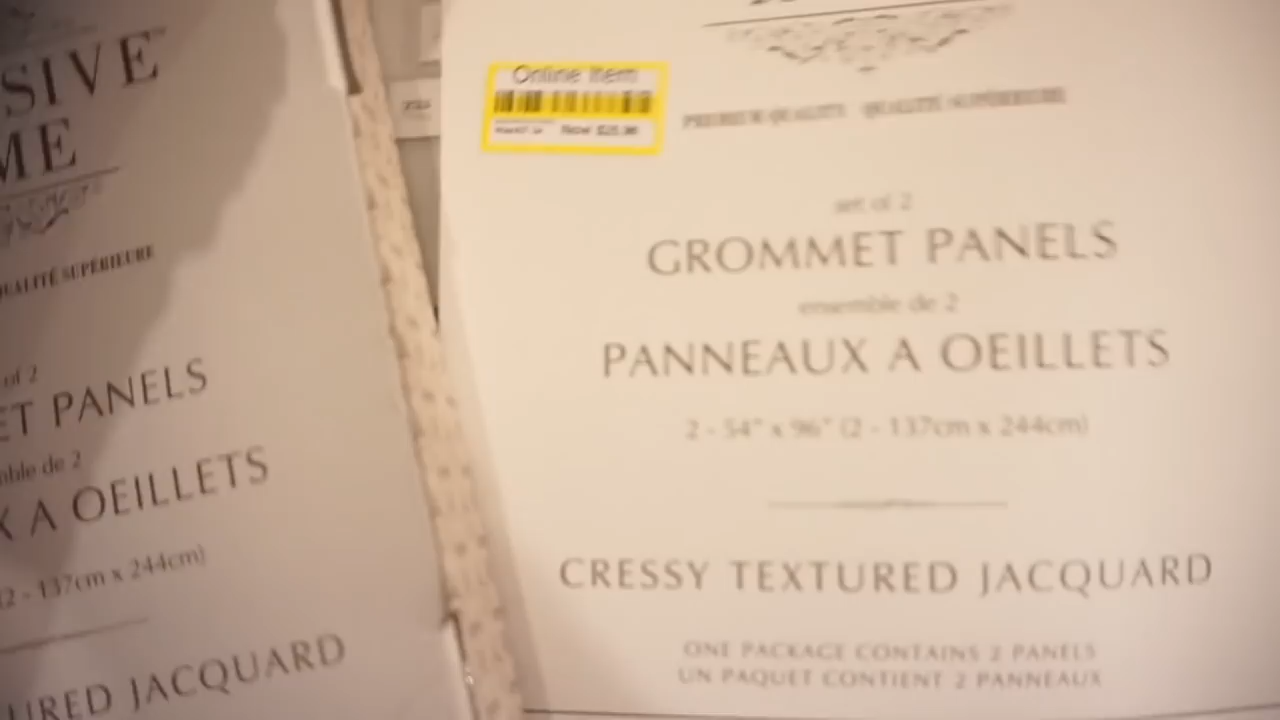 SIVE
ME
QUALITÉ SUPÉRIEURE
of 2
ET PANELS
mble de 2
X A OEILLETS
(2 - 137cm x 244cm)
URED JACQUARD
Online Item
Now
PREMIUM QUALITY QUALITÉ SUPÉRIEURE
set of 2
GROMMET PANELS
ensemble de 2
PANNEAUX A OEILLETS
2 - 54" x 96" (2 - 137cm x 244cm)
CRESSY TEXTURED JACQUARD
ONE PACKAGE CONTAINS 2 PANELS
UN PAQUET CONTIENT 2 PANNEAUX